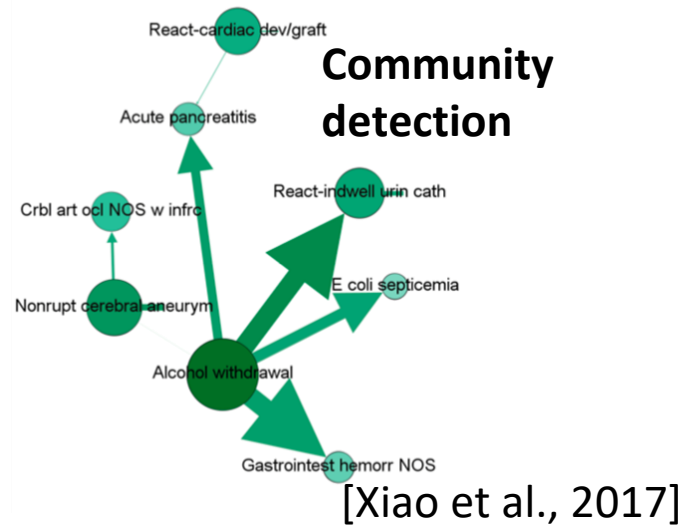 React-cardiac dev/graft
Community
detection
Acute pancreatitis
React-indwell urin cath
Crbl art ocl NOS w infrc
E coli septicemia
Nonrupt cerebral aneurym
Alcohol withdrawal
Gastrointest hemorr NOS
[Xiao et al., 2017]